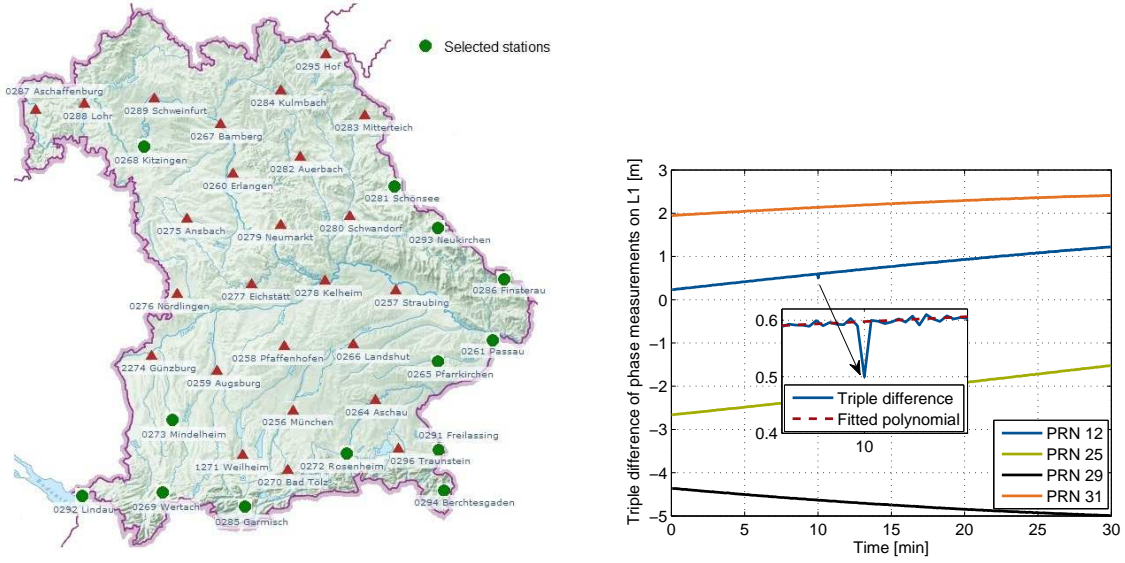 Selected stations
0295 Hof
0287 Aschaffenburg
0288 Lohr
0289 Schweinfurt
0284 Kulmbach
0283 Mitterteich
0267 Bamberg
0268 Kitzingen
0282 Auerbach
0260 Erlangen
0281 Schönsee
0275 Ansbach
0279 Neumarkt
0280 Schwandorf
0293 Neukirchen
0286 Finsterau
0276 Nördlingen
0277 Eichstätt
0278 Kelheim
0257 Straubing
2274 Günzburg
0258 Pfaffenhofen
0266 Landshut
0261 Passau
0259 Augsburg
0265 Pfarrkirchen
0273 Mindelheim
0256 München
0264 Aschau
0291 Freilassing
1271 Weilheim
0272 Rosenheim
0296 Traunstein
0270 Bad Tölz
0292 Lindau
0269 Wertach
0285 Garmisch
0294 Berchtesgaden
Triple difference of phase measurements on L1 [m]
3
2
1
0
−1
−2
−3
−4
−5
0.6
0.5
0.4
10
Triple difference
Fitted polynomial
PRN 12
PRN 25
PRN 29
PRN 31
0 5 10 15 20 25 30
Time [min]